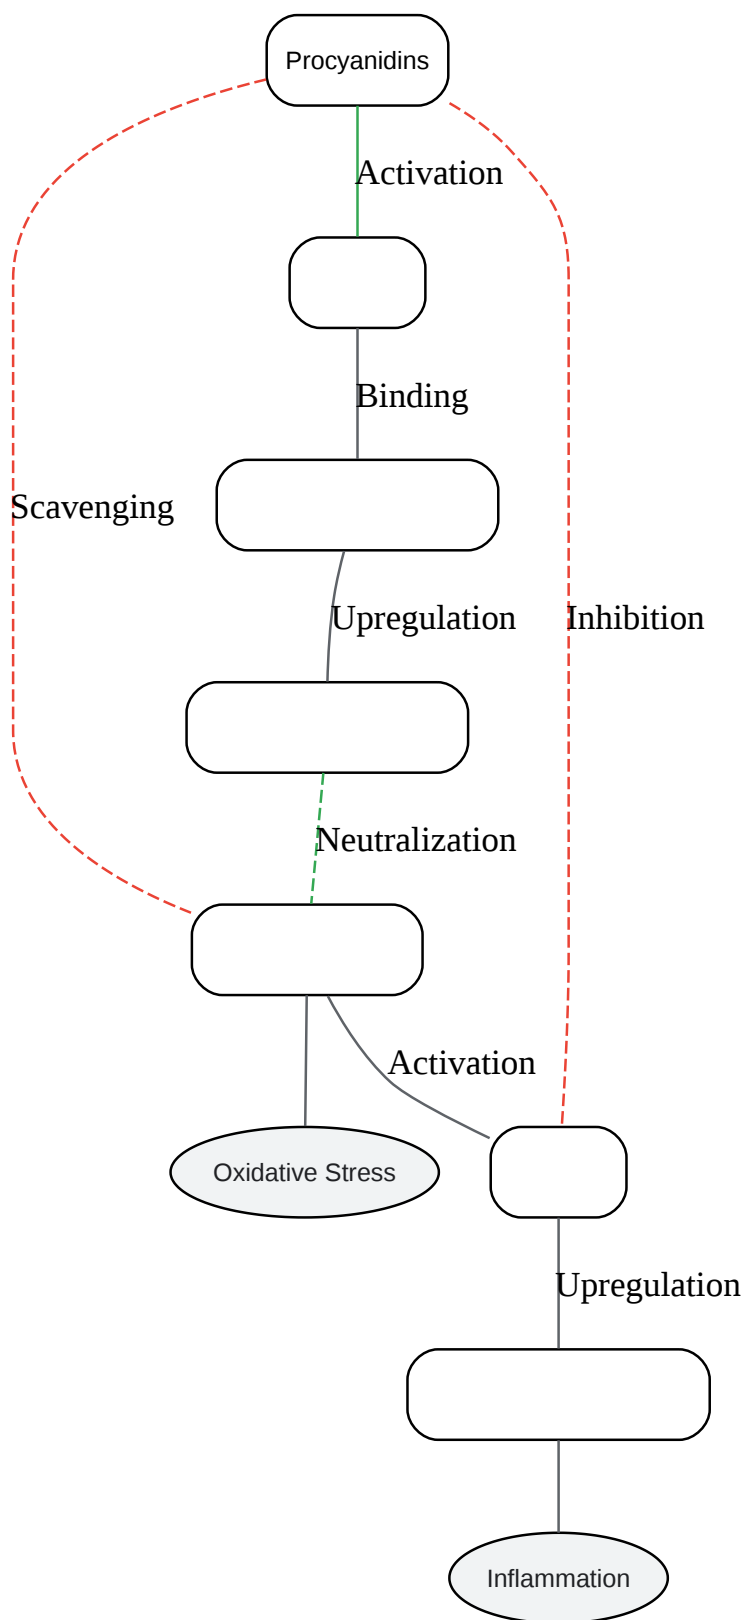 Procyanidins
Activation
Binding
Scavenging
Upregulation
Inhibition
Neutralization
Activation
Oxidative Stress
Upregulation
Inflammation